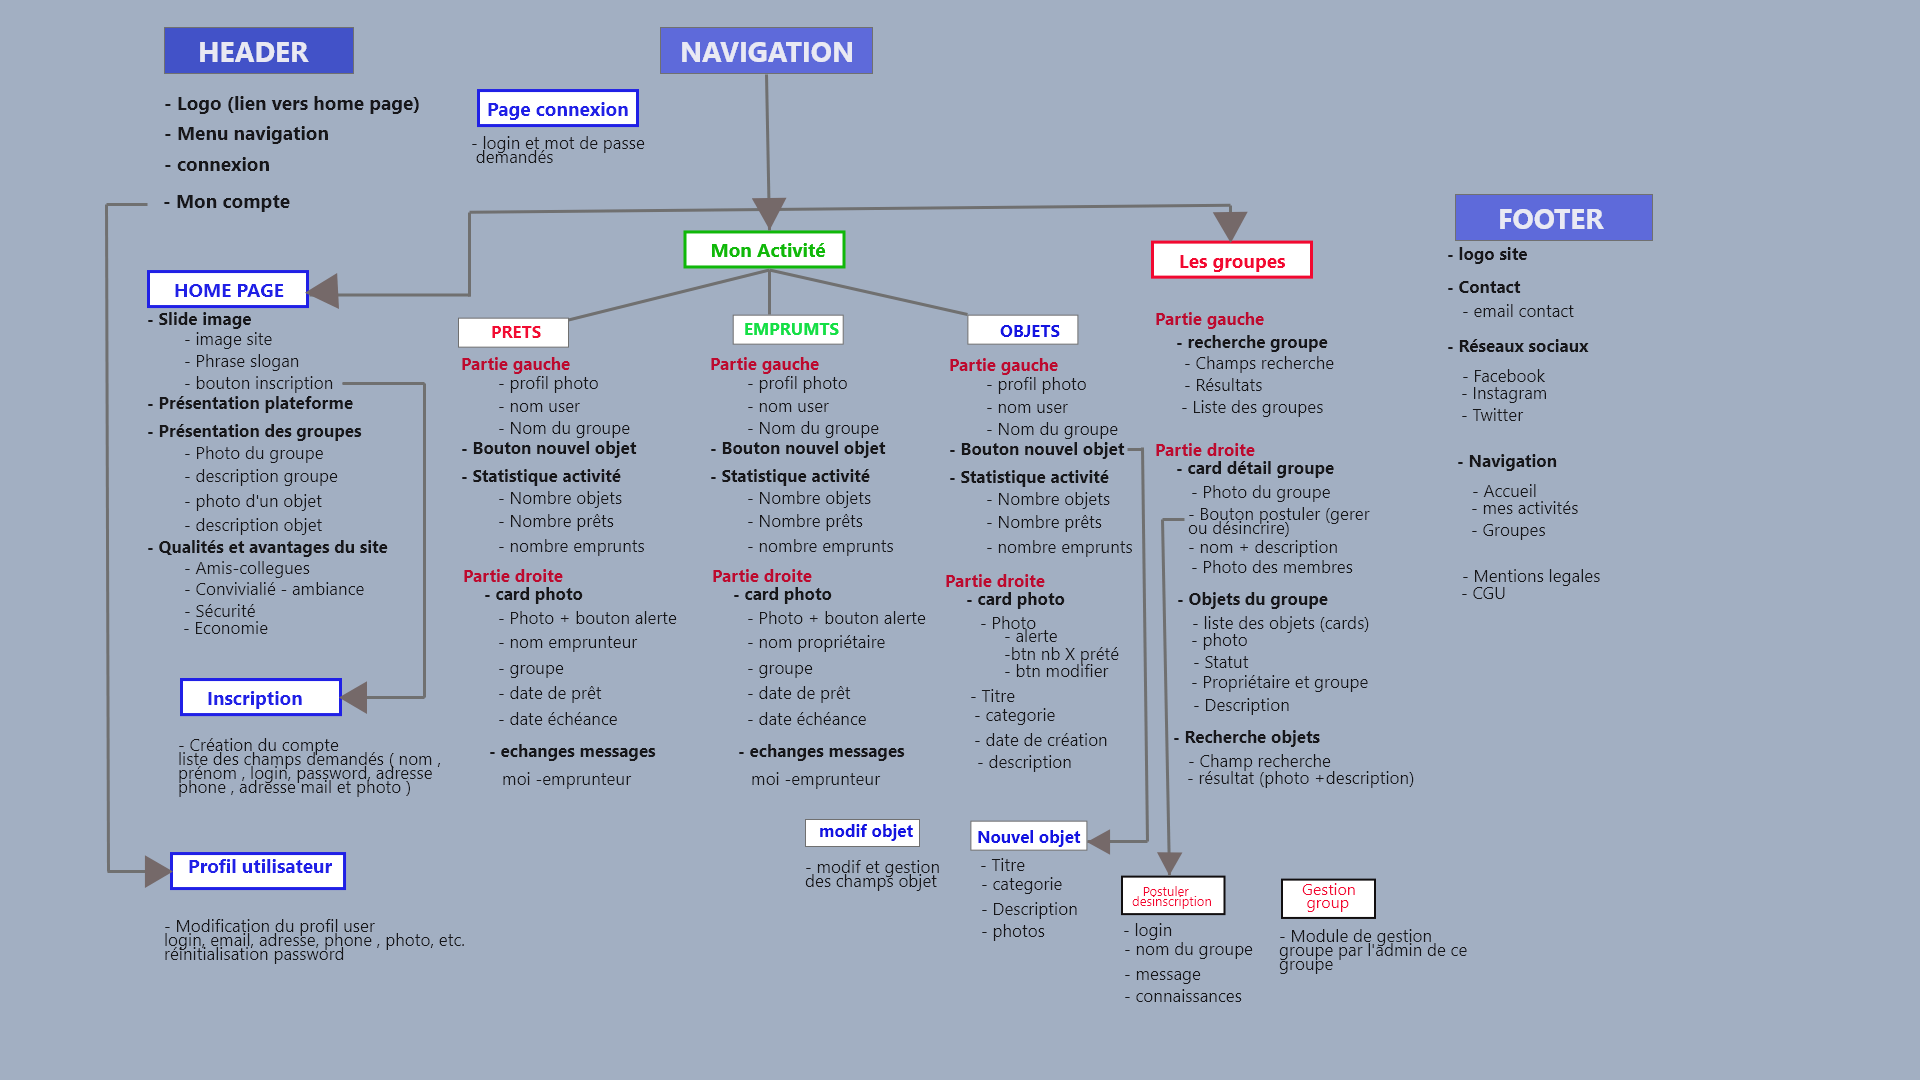 HEADER
- Logo (lien vers home page)
- Menu navigation
- connexion
- Mon compte
NAVIGATION
Page connexion
- login et mot de passe
demandés
HOME PAGE
- Slide image
- image site
- Phrase slogan
- bouton inscription
- Présentation plateforme
- Présentation des groupes
- Photo du groupe
- description groupe
- photo d'un objet
- description objet
- Qualités et avantages du site
- Amis-collegues
- Convivialié - ambiance
- Sécurité
- Economie
Inscription
- Création du compte
liste des champs demandés ( nom ,
prénom , login, password, adresse
phone , adresse mail et photo )
Profil utilisateur
- Modification du profil user
login, email, adresse, phone , photo, etc.
réinitialisation password
Mon Activité
PRETS
Partie gauche
- profil photo
- nom user
- Nom du groupe
- Bouton nouvel objet
- Statistique activité
- Nombre objets
- Nombre prêts
- nombre emprunts
Partie droite
- card photo
- Photo + bouton alerte
- nom emprunteur
- groupe
- date de prêt
- date échéance
- echanges messages
moi -emprunteur
EMPRUMTS
Partie gauche
- profil photo
- nom user
- Nom du groupe
- Bouton nouvel objet
- Statistique activité
- Nombre objets
- Nombre prêts
- nombre emprunts
Partie droite
- card photo
- Photo + bouton alerte
- nom propriétaire
- groupe
- date de prêt
- date échéance
- echanges messages
moi -emprunteur
OBJETS
Partie gauche
- profil photo
- nom user
- Nom du groupe
- Bouton nouvel objet
- Statistique activité
- Nombre objets
- Nombre prêts
- nombre emprunts
Partie droite
- card photo
- Photo
- alerte
-btn nb X prété
- btn modifier
- Titre
- categorie
- date de création
- description
modif objet
- modif et gestion
des champs objet
Nouvel objet
- Titre
- categorie
- Description
- photos
Les groupes
Partie gauche
- recherche groupe
- Champs recherche
- Résultats
- Liste des groupes
Partie droite
- card détail groupe
- Photo du groupe
- Bouton postuler (gerer
ou désincrire)
- nom + description
- Photo des membres
- Objets du groupe
- liste des objets (cards)
- photo
- Statut
- Propriétaire et groupe
- Description
- Recherche objets
- Champ recherche
- résultat (photo +description)
Postuler
desinscription
- login
- nom du groupe
- message
- connaissances
Gestion
group
- Module de gestion
groupe par l'admin de ce
groupe
FOOTER
- logo site
- Contact
- email contact
- Réseaux sociaux
- Facebook
- Instagram
- Twitter
- Navigation
- Accueil
- mes activités
- Groupes
- Mentions legales
- CGU